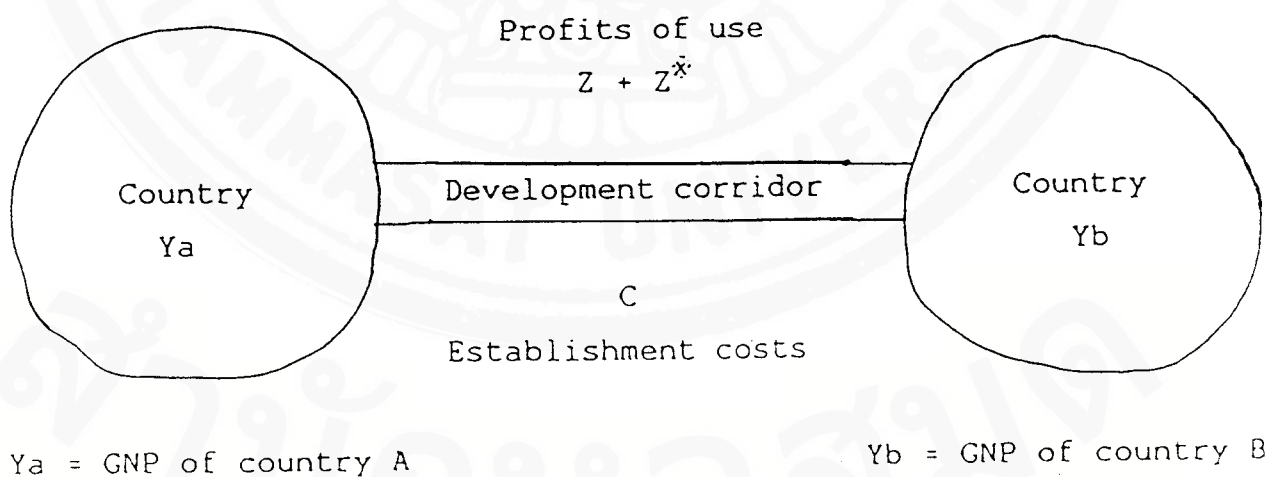 Profits of use
Z + Z*
Country
Development corridor
Country
Ya
Yb
C
Establishment costs
Ya = GNP of country A
Yb = GNP of country B